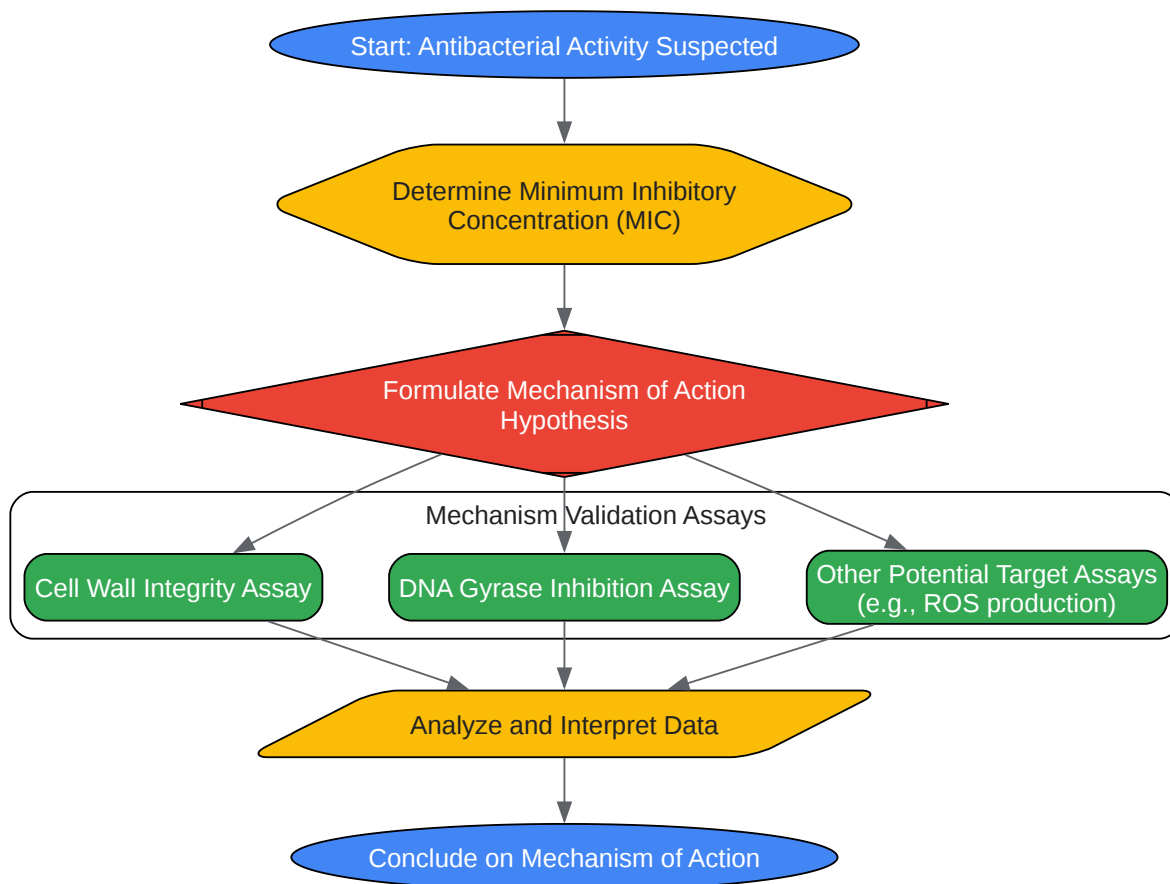 Start: Antibacterial Activity Suspected
Determine Minimum Inhibitory
Concentration (MIC)
Formulate Mechanism of Action
Hypothesis
Mechanism Validation Assays
Cell Wall Integrity Assay
DNA Gyrase Inhibition Assay
Other Potential Target Assays
(e.g., ROS production)
Analyze and Interpret Data
Conclude on Mechanism of Action